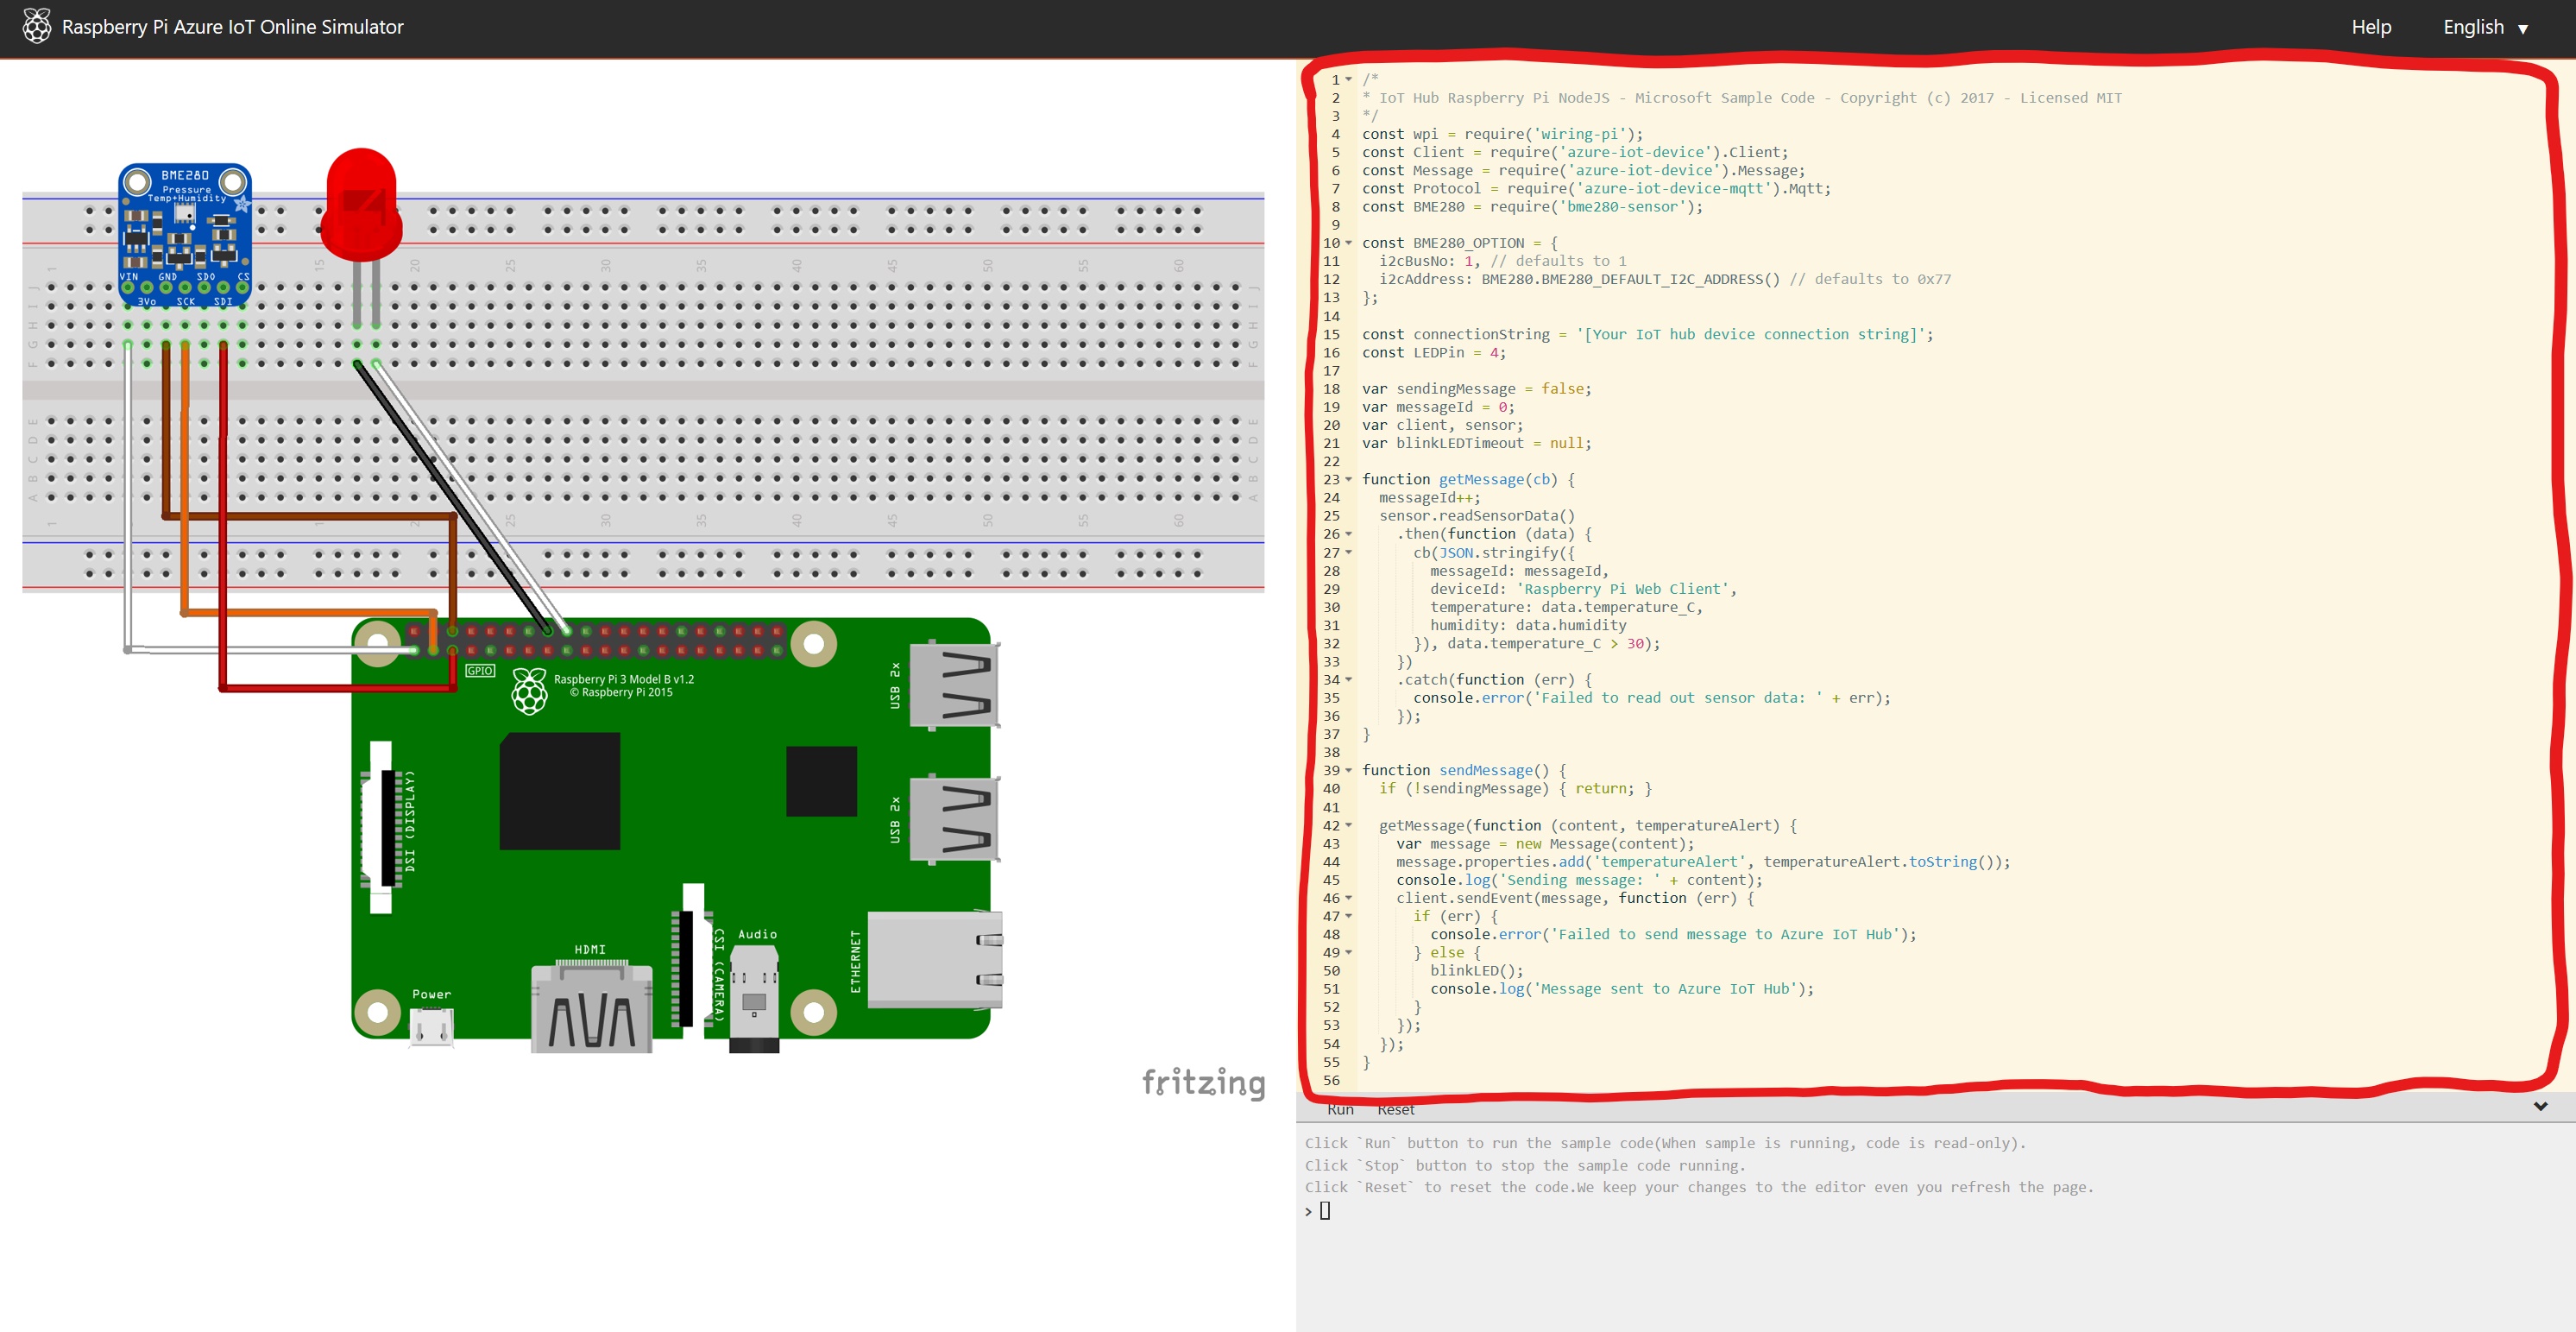 Raspberry Pi Azure IoT Online Simulator
Help
English ▼
BME280
Pressure
Temp+Humidity
VIN GND SDO CS
3Vo SCK SDI
1 15 20 25 30 35 40 45 50 55 60
J
I
H
G
F
J
I
H
G
F
E
D
C
B
A
E
D
C
B
A
1 1 20 25 30 35 40 45 50 55 60
GPIO
Raspberry Pi 3 Model B v1.2
© Raspberry Pi 2015
USB 2x
USB 2x
DSI (DISPLAY)
CSI (CAMERA)
Audio
HDMI
ETHERNET
Power
fritzing
1 /*
2 * IoT Hub Raspberry Pi NodeJS - Microsoft Sample Code - Copyright (c) 2017 - Licensed MIT
3 */
4 const wpi = require('wiring-pi');
5 const Client = require('azure-iot-device').Client;
6 const Message = require('azure-iot-device').Message;
7 const Protocol = require('azure-iot-device-mqtt').Mqtt;
8 const BME280 = require('bme280-sensor');
9
10 const BME280_OPTION = {
11   i2cBusNo: 1, // defaults to 1
12   i2cAddress: BME280.BME280_DEFAULT_I2C_ADDRESS() // defaults to 0x77
13 };
14
15 const connectionString = '[Your IoT hub device connection string]';
16 const LEDPin = 4;
17
18 var sendingMessage = false;
19 var messageId = 0;
20 var client, sensor;
21 var blinkLEDTimeout = null;
22
23 function getMessage(cb) {
24   messageId++;
25   sensor.readSensorData()
26     .then(function (data) {
27       cb(JSON.stringify({
28         messageId: messageId,
29         deviceId: 'Raspberry Pi Web Client',
30         temperature: data.temperature_C,
31         humidity: data.humidity
32       }), data.temperature_C > 30);
33     })
34     .catch(function (err) {
35       console.error('Failed to read out sensor data: ' + err);
36     });
37 }
38
39 function sendMessage() {
40   if (!sendingMessage) { return; }
41
42   getMessage(function (content, temperatureAlert) {
43     var message = new Message(content);
44     message.properties.add('temperatureAlert', temperatureAlert.toString());
45     console.log('Sending message: ' + content);
46     client.sendEvent(message, function (err) {
47       if (err) {
48         console.error('Failed to send message to Azure IoT Hub');
49       } else {
50         blinkLED();
51         console.log('Message sent to Azure IoT Hub');
52       }
53     });
54   });
55 }
56
Run Reset
Click `Run` button to run the sample code(When sample is running, code is read-only).
Click `Stop` button to stop the sample code running.
Click `Reset` to reset the code.We keep your changes to the editor even you refresh the page.
>